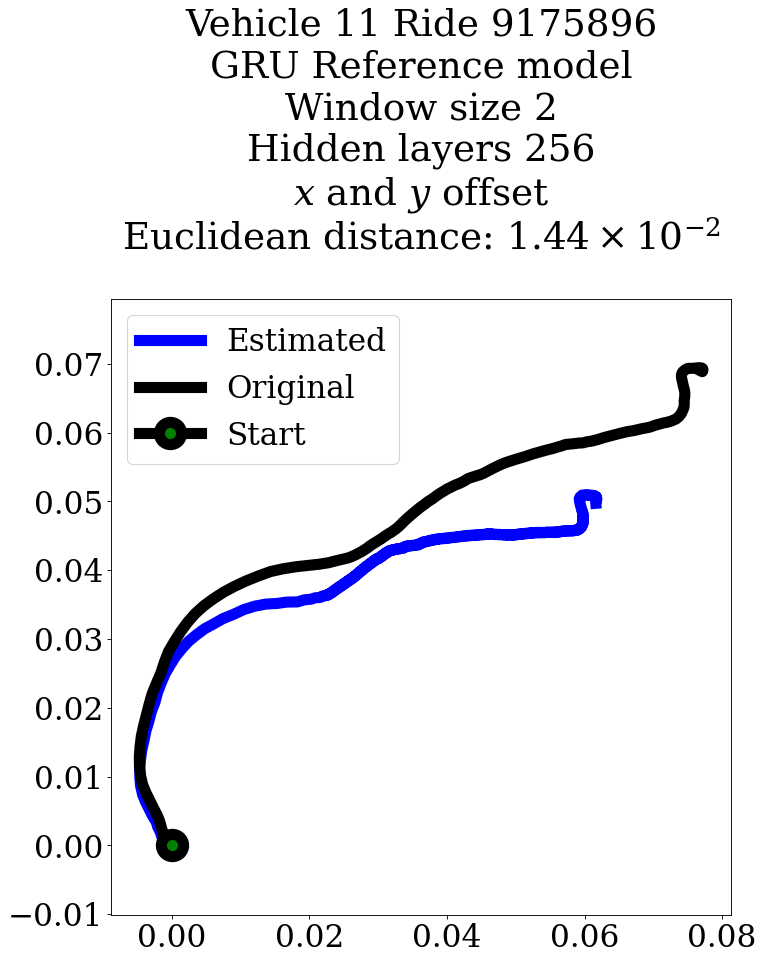 Vehicle 11 Ride 9175896
GRU Reference model
Window size 2
Hidden layers 256
x and y offset
Euclidean distance: 1.44 × 10⁻²
Estimated
Original
Start
0.07
0.06
0.05
0.04
0.03
0.02
0.01
0.00
−0.01
0.00 0.02 0.04 0.06 0.08